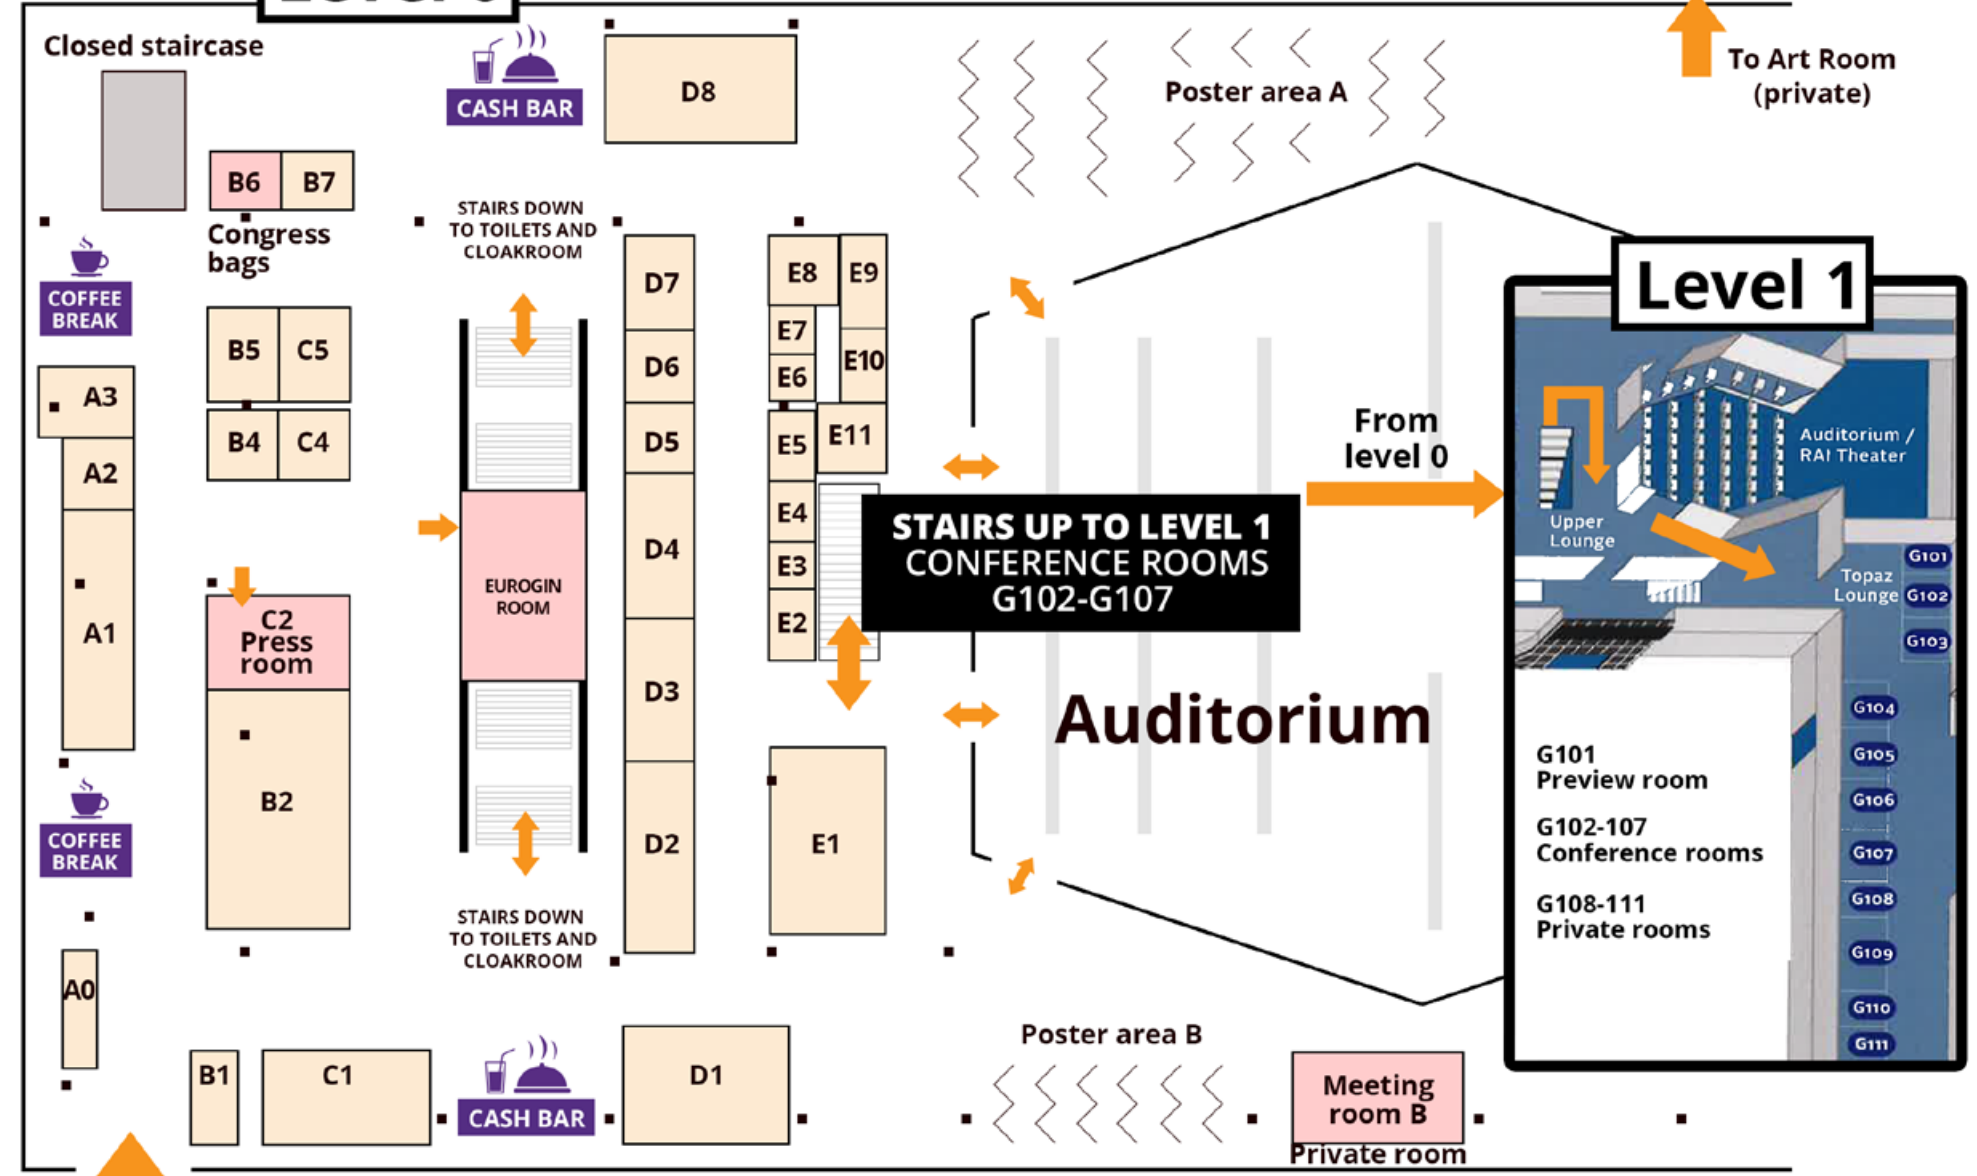 Closed staircase
CASH BAR
D8
Poster area A
To Art Room
(private)
B6
B7
Congress
bags
STAIRS DOWN
TO TOILETS AND
CLOAKROOM
COFFEE
BREAK
D7
E8
E9
Level 1
B5
C5
E7
D6
E6
E10
A3
B4
C4
D5
E5
E11
From
level 0
Auditorium /
RAI Theater
A2
E4
STAIRS UP TO LEVEL 1
CONFERENCE ROOMS
G102-G107
Upper
Lounge
D4
E3
G101
EUROGIN
ROOM
Topaz
Lounge
G102
A1
C2
Press
room
E2
G103
D3
Auditorium
G104
G101
Preview room
G105
B2
G106
COFFEE
BREAK
D2
E1
G102-107
Conference rooms
G107
G108-111
Private rooms
G108
STAIRS DOWN
TO TOILETS AND
CLOAKROOM
G109
A0
G110
Poster area B
G111
B1
C1
CASH BAR
D1
Meeting
room B
Private room